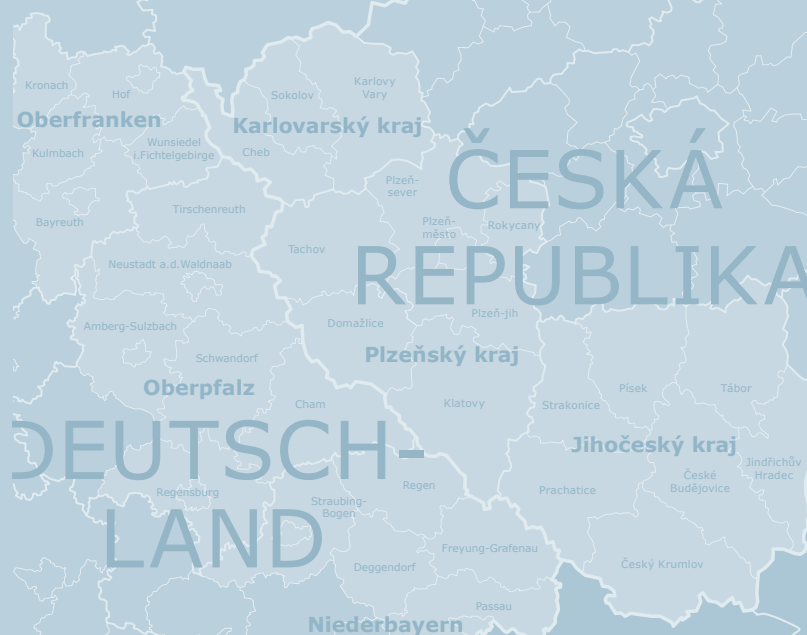 Kronach
Hof
Oberfranken
Kulmbach
Wunsiedel
i.Fichtelgebirge
Bayreuth
Sokolov
Karlovy
Vary
Karlovarský kraj
Cheb
ČESKÁ
REPUBLIKA
Plzeň-
sever
Tirschenreuth
Plzeň-
město
Rokycany
Tachov
Neustadt a.d.Waldnaab
Plzeň-jih
Amberg-Sulzbach
Domažlice
Schwandorf
Plzeňský kraj
Oberpfalz
Cham
Klatovy
Strakonice
Písek
Tábor
DEUTSCH-
LAND
Jihočeský kraj
Jindřichův
Hradec
České
Budějovice
Regensburg
Straubing-
Bogen
Regen
Prachatice
Freyung-Grafenau
Deggendorf
Český Krumlov
Passau
Niederbayern